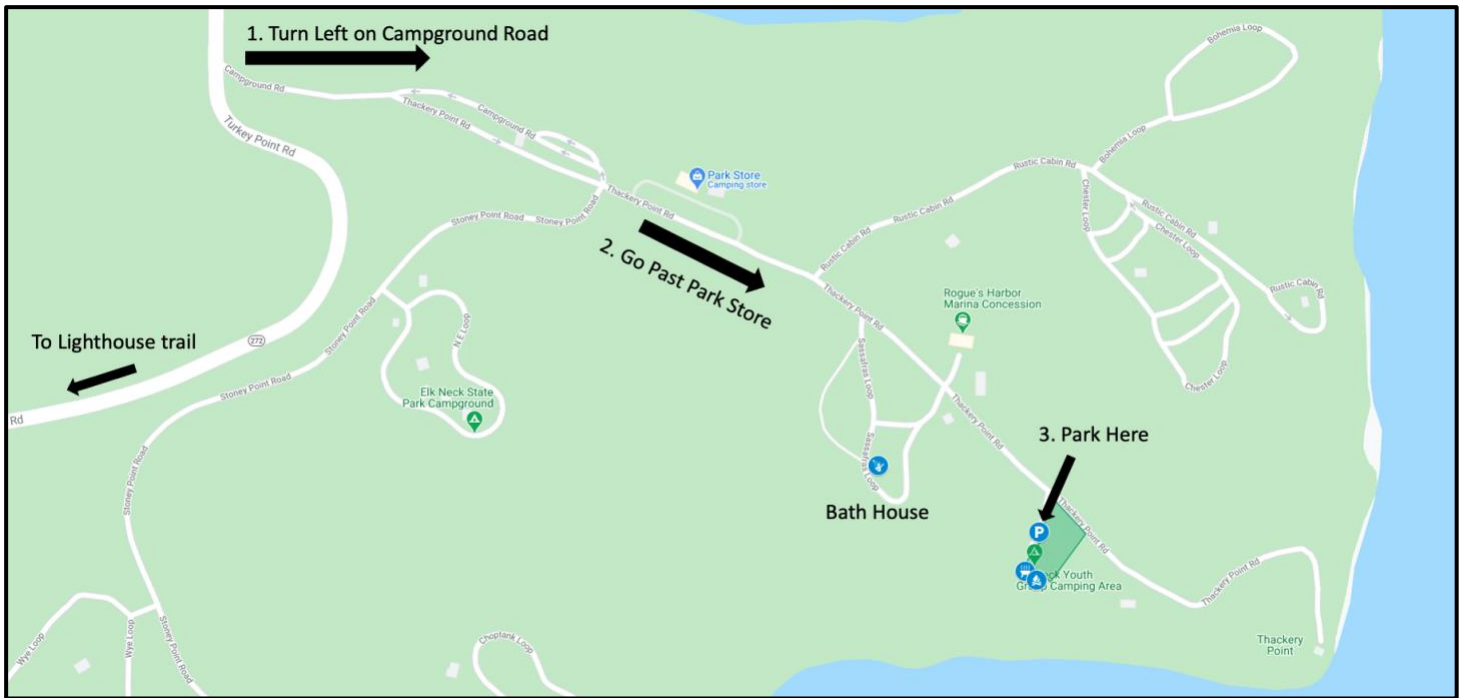 1. Turn Left on Campground Road
Bohemia Loop
Campground Rd
Thackery Point Rd
Campground Rd
Turkey Point Rd
Bohemia Loop
Park Store
Camping store
Rustic Cabin Rd
Thackery Point Rd
Stoney Point Road
Stoney Point Road
Chester Loop
Rustic Cabin Rd
Rustic Cabin Rd
Chester Loop
2. Go Past Park Store
Rustic Cabin Rd
Thackery Point Rd
Rogue's Harbor
Marina Concession
Rustic Cabin Rd
Stoney Point Road
N E Loop
To Lighthouse trail
272
Sassafras Loop
Stoney Point Road
Elk Neck State
Park Campground
Chester Loop
Rd
Thackery Point Rd
3. Park Here
Sassafras Loop
Stoney Point Road
Bath House
P
Thackery Point Rd
ck Youth
Group Camping Area
Thackery Point Rd
Wye Loop
Wye Loop
Stoney Point Road
Choptank Loop
Thackery
Point